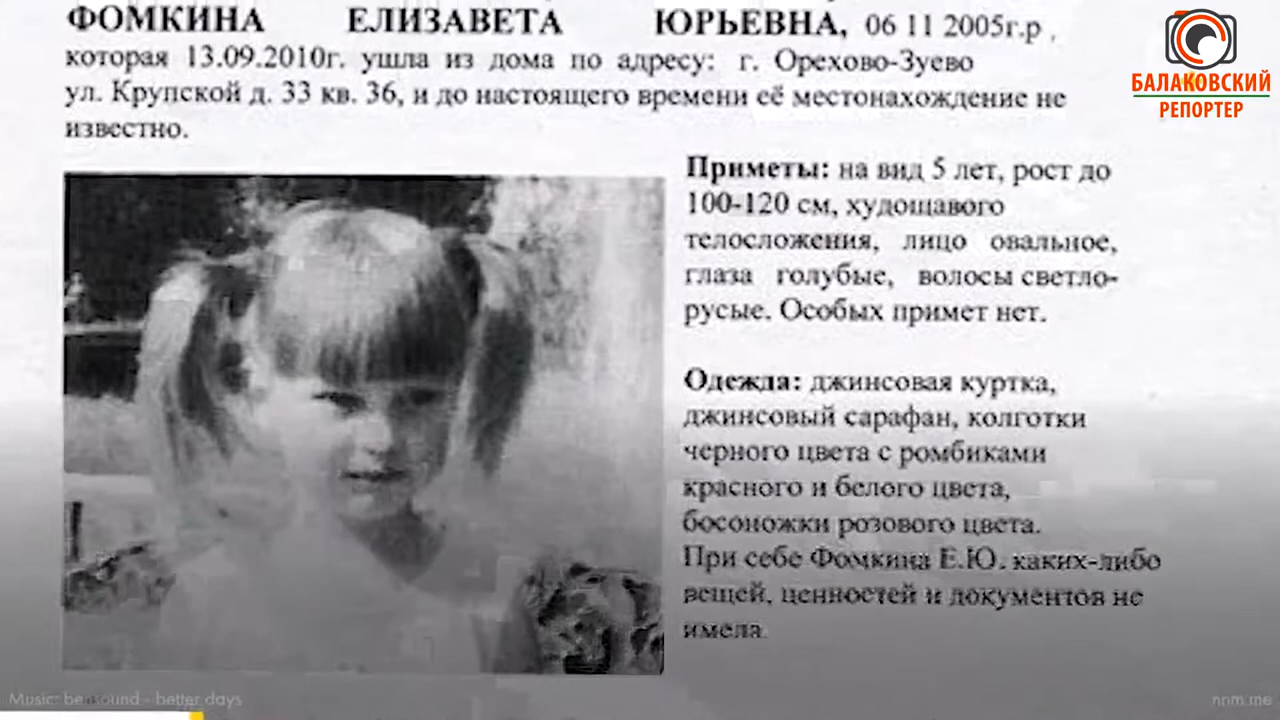 ФОМКИНА ЕЛИЗАВЕТА ЮРЬЕВНА, 06 11 2005г.р ,
которая 13.09.2010г. ушла из дома по адресу: г. Орехово-Зуево
ул. Крупской д. 33 кв. 36, и до настоящего времени её местонахождение не
известно.
БАЛАКОВСКИЙ
РЕПОРТЕР
Приметы: на вид 5 лет, рост до
100-120 см, худощавого
телосложения, лицо овальное,
глаза голубые, волосы светло-
русые. Особых примет нет.
Одежда: джинсовая куртка,
джинсовый сарафан, колготки
черного цвета с ромбиками
красного и белого цвета,
босоножки розового цвета.
При себе Фомкина Е.Ю. каких-либо
вещей, ценностей и документов не
имела.
Music: bensound - better days
nnm.me